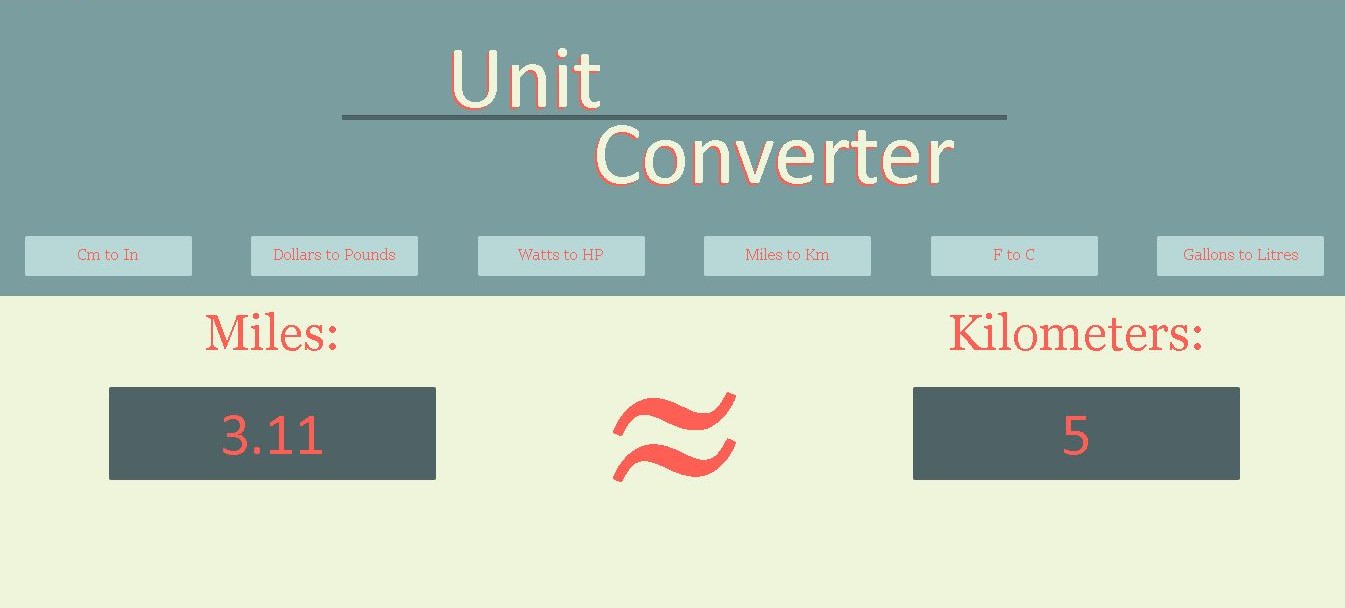 Unit
Converter
Cm to In
Dollars to Pounds
Watts to HP
Miles to Km
F to C
Gallons to Litres
Miles:
Kilometers:
3.11
≈
5